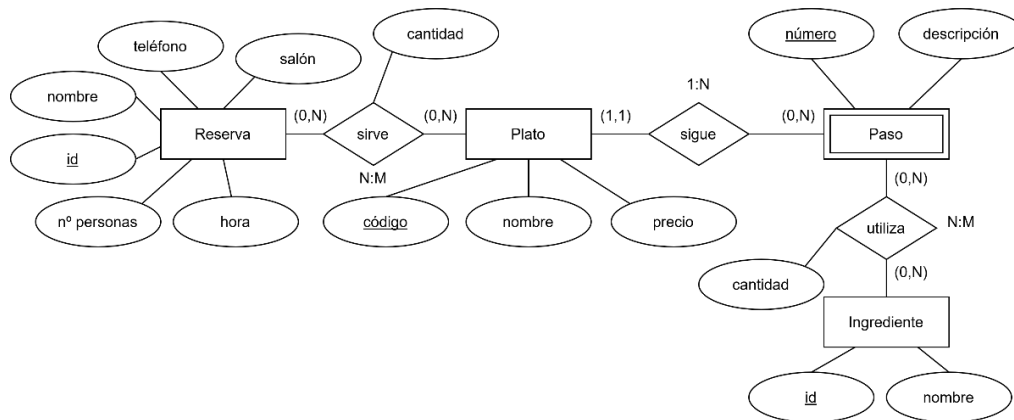 cantidad
teléfono
salón
nombre
id
nº personas
hora
Reserva
(0,N)
sirve
(0,N)
N:M
Plato
código
nombre
precio
(1,1)
1:N
sigue
(0,N)
número
descripción
Paso
(0,N)
utiliza
N:M
cantidad
(0,N)
Ingrediente
id
nombre